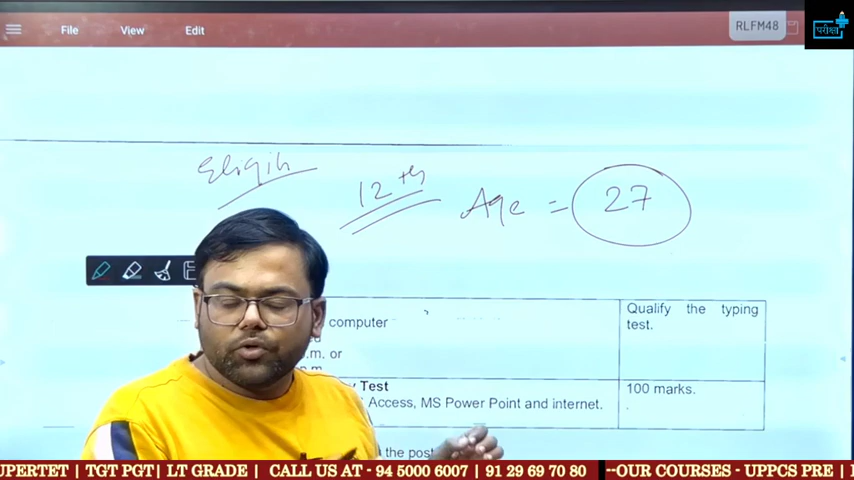 File View Edit
RLFM48
परीक्षा
Eligib
12th
Age = 27
computer
Qualify the typing
test.
p.m. or
Test
Access, MS Power Point and internet.
100 marks.
the post
UPERTET | TGT PGT | LT GRADE | CALL US AT - 94 5000 6007 | 91 29 69 70 80 --OUR COURSES - UPPCS PRE |